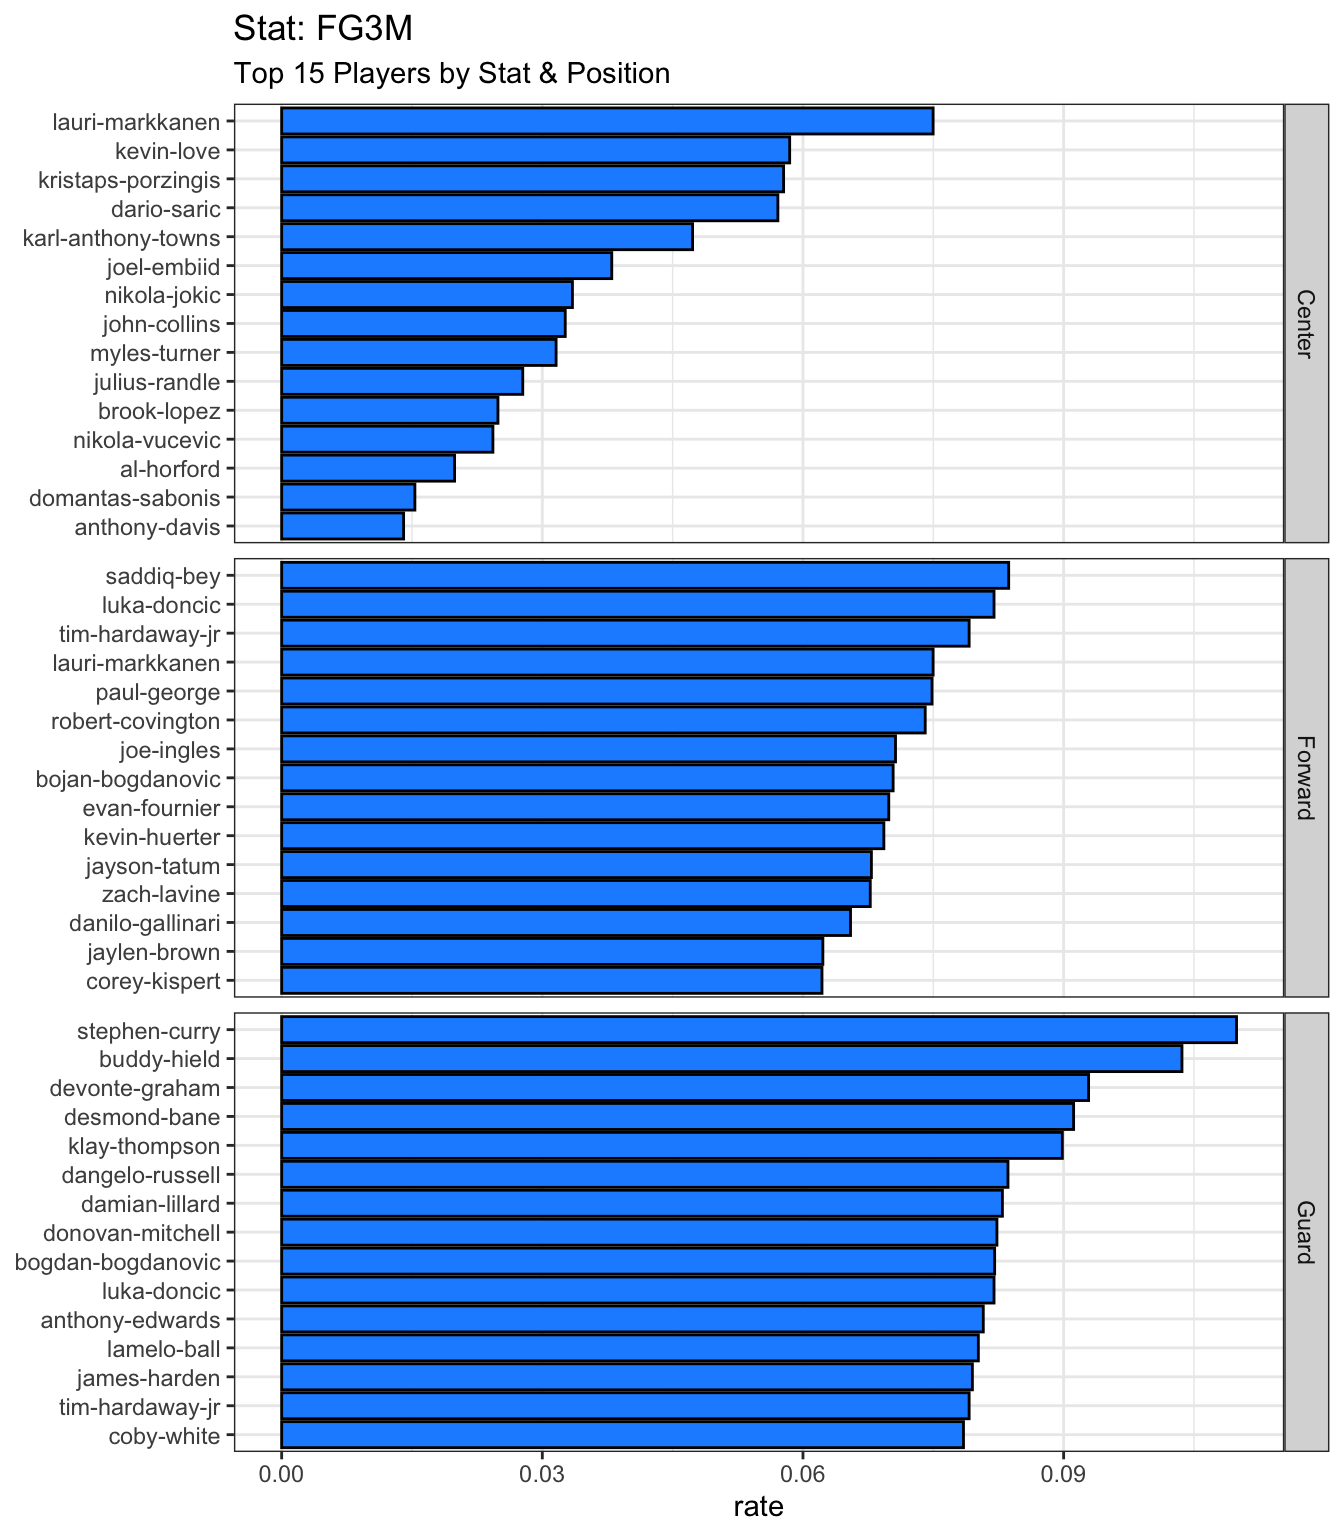 Stat: FG3M
Top 15 Players by Stat & Position
lauri-markkanen
kevin-love
kristaps-porzingis
dario-saric
karl-anthony-towns
joel-embiid
nikola-jokic
john-collins
myles-turner
julius-randle
brook-lopez
nikola-vucevic
al-horford
domantas-sabonis
anthony-davis
Center
saddiq-bey
luka-doncic
tim-hardaway-jr
lauri-markkanen
paul-george
robert-covington
joe-ingles
bojan-bogdanovic
evan-fournier
kevin-huerter
jayson-tatum
zach-lavine
danilo-gallinari
jaylen-brown
corey-kispert
Forward
stephen-curry
buddy-hield
devonte-graham
desmond-bane
klay-thompson
dangelo-russell
damian-lillard
donovan-mitchell
bogdan-bogdanovic
luka-doncic
anthony-edwards
lamelo-ball
james-harden
tim-hardaway-jr
coby-white
Guard
0.00 0.03 0.06 0.09
rate